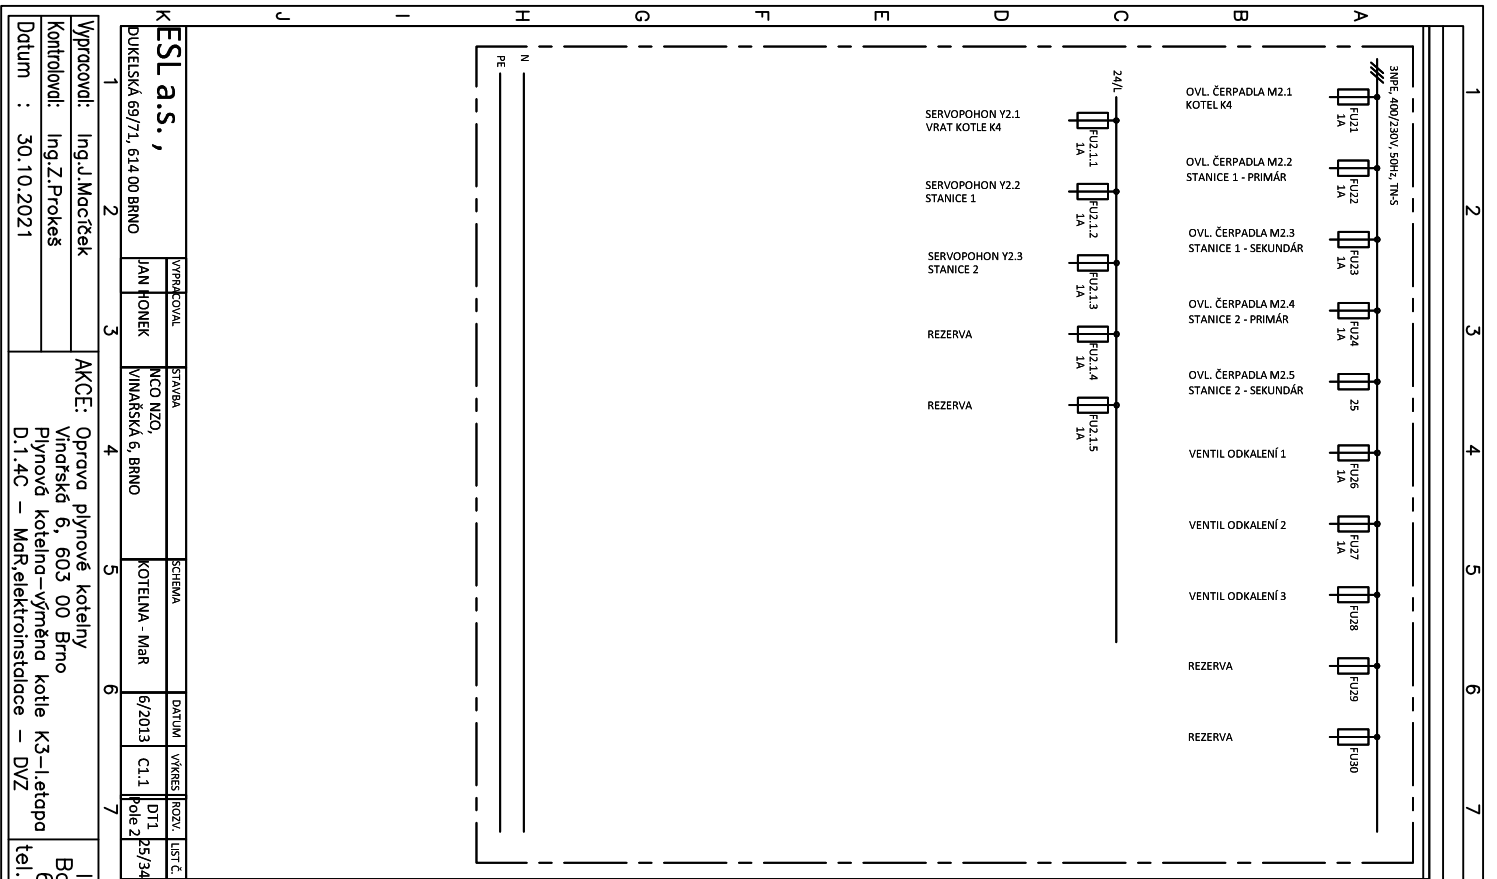 A
B
C
D
E
F
G
H
I
J
K
1
2
3
4
5
6
7
1
2
3
4
5
6
7
3NPE, 400/230V, 50Hz, TN-S
OVL. ČERPADLA M2.1
KOTEL K4
FU21
1A
OVL. ČERPADLA M2.2
STANICE 1 - PRIMÁR
FU22
1A
OVL. ČERPADLA M2.3
STANICE 1 - SEKUNDÁR
FU23
1A
OVL. ČERPADLA M2.4
STANICE 2 - PRIMÁR
FU24
1A
OVL. ČERPADLA M2.5
STANICE 2 - SEKUNDÁR
25
VENTIL ODKALENÍ 1
FU26
1A
VENTIL ODKALENÍ 2
FU27
1A
VENTIL ODKALENÍ 3
FU28
REZERVA
FU29
REZERVA
FU30
24/L
SERVOPOHON Y2.1
VRAT KOTLE K4
FU2.1.1
1A
SERVOPOHON Y2.2
STANICE 1
FU2.1.2
1A
SERVOPOHON Y2.3
STANICE 2
FU2.1.3
1A
REZERVA
FU2.1.4
1A
REZERVA
FU2.1.5
1A
N
PE
ESL a.s. ,
DUKELSKÁ 69/71, 614 00 BRNO
VYPRACOVAL
JAN HONEK
STAVBA
NCO NZO,
VINAŘSKÁ 6, BRNO
SCHEMA
KOTELNA - MaR
DATUM
6/2013
VÝKRES
C1.1
ROZV.
DT1
Pole 2
LIST Č.
25/34
Vypracoval: Ing.J.Macíček
Kontroloval: Ing.Z.Prokeš
Datum : 30.10.2021
AKCE: Oprava plynové kotelny
Vinařská 6, 603 00 Brno
Plynová kotelna-výměna kotle K3-I.etapa
D.1.4C - MaR,elektroinstalace - DVZ
tel.